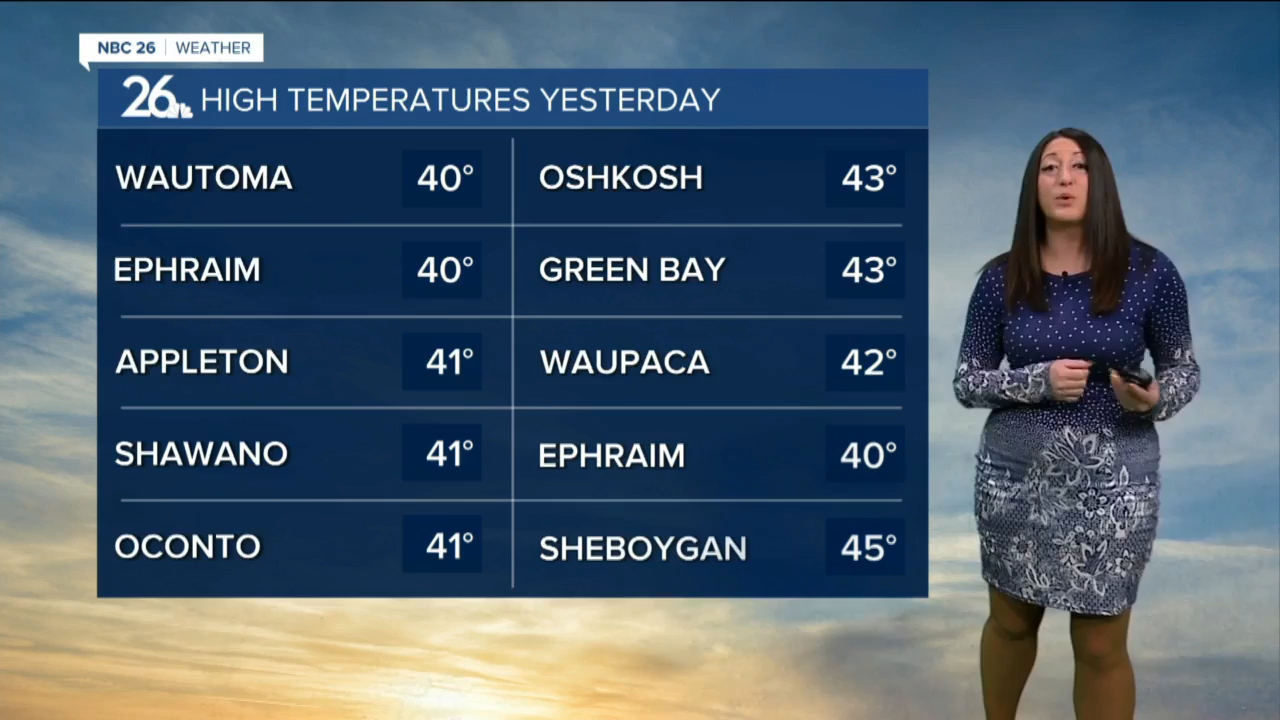 NBC 26 | WEATHER
26 HIGH TEMPERATURES YESTERDAY
WAUTOMA 40°
EPHRAIM 40°
APPLETON 41°
SHAWANO 41°
OCONTO 41°
OSHKOSH 43°
GREEN BAY 43°
WAUPACA 42°
EPHRAIM 40°
SHEBOYGAN 45°